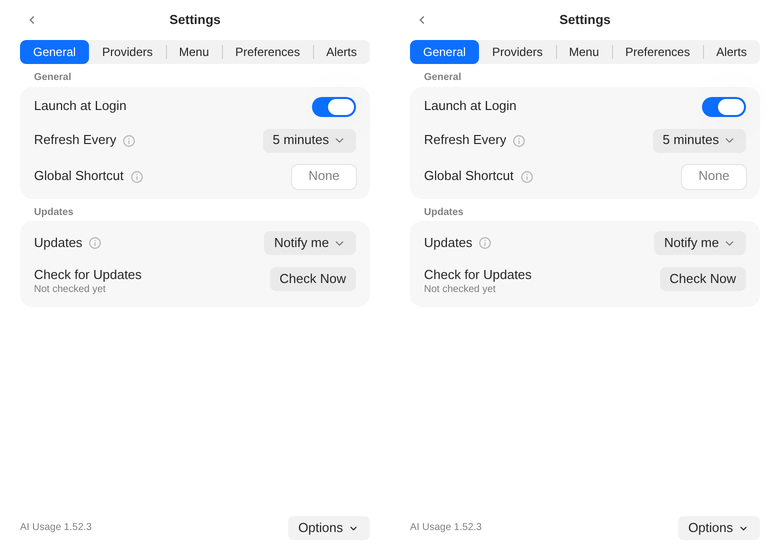 Settings
General Providers Menu Preferences Alerts
General
Launch at Login
Refresh Every 5 minutes
Global Shortcut None
Updates
Updates Notify me
Check for Updates Check Now
Not checked yet
AI Usage 1.52.3 Options
Settings
General Providers Menu Preferences Alerts
General
Launch at Login
Refresh Every 5 minutes
Global Shortcut None
Updates
Updates Notify me
Check for Updates Check Now
Not checked yet
AI Usage 1.52.3 Options